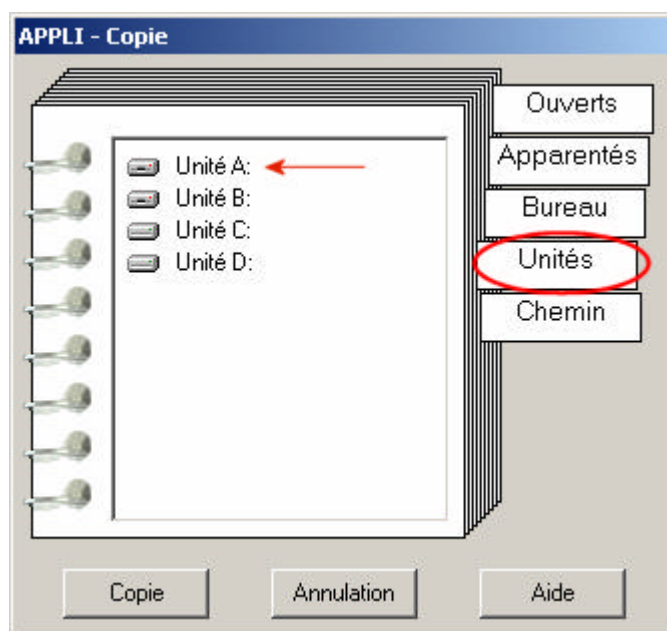 APPLI - Copie
Ouverts
Apparentés
Bureau
Unités
Chemin
Unité A:
Unité B:
Unité C:
Unité D:
Copie
Annulation
Aide